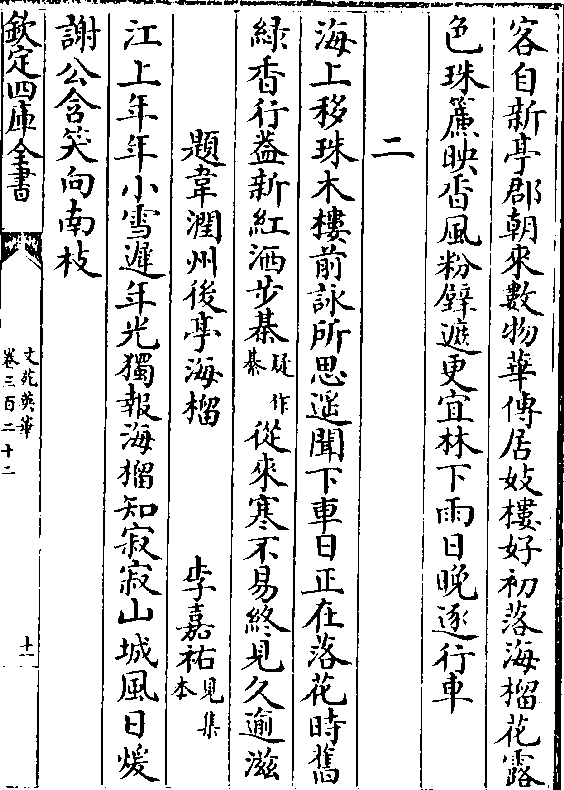 客自新亭郡朝來數物華傳居妓樓好初落海榴花露
色珠簾映香風粉壁遮更宜林下雨日晚逐行車
二
海上移珠木樓前詠所思遥聞下車日正在落花時舊
緑香行葢新紅洒步綦疑作綦從來寒不易終見久逾滋
題韋潤州後亭海榴 李嘉祐見集本
江上年年小雪遲年光獨報海榴知寂寂山城風日煖
謝公含笑向南枝
欽定四庫全書
文苑英華
卷三百二十二
十一